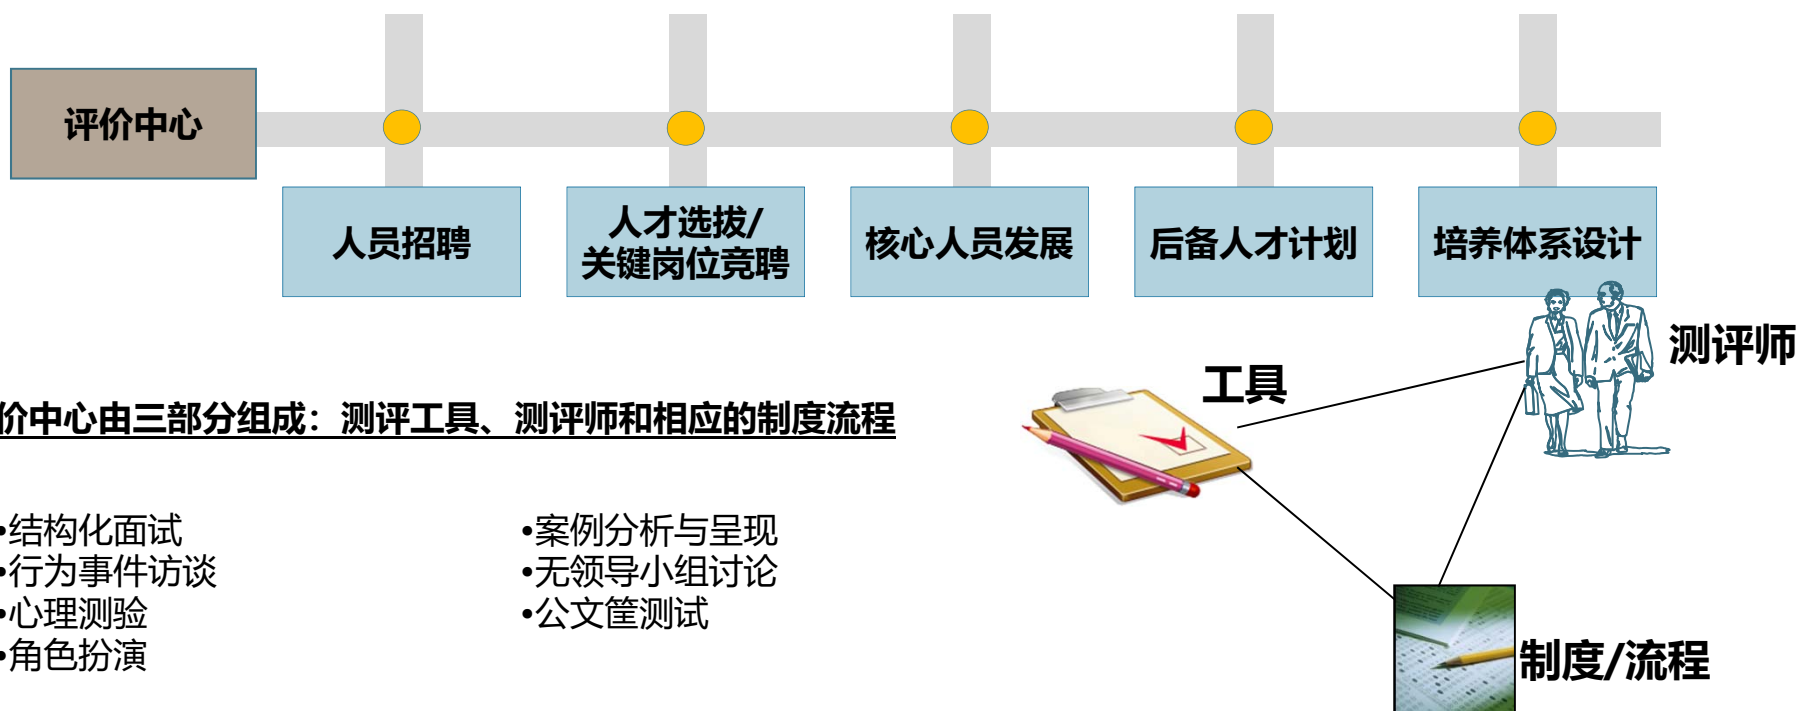 评价中心
人员招聘
人才选拔/
关键岗位竞聘
核心人员发展
后备人才计划
培养体系设计
测评师
工具
价中心由三部分组成：测评工具、测评师和相应的制度流程
•结构化面试
•行为事件访谈
•心理测验
•角色扮演
•案例分析与呈现
•无领导小组讨论
•公文筐测试
制度/流程